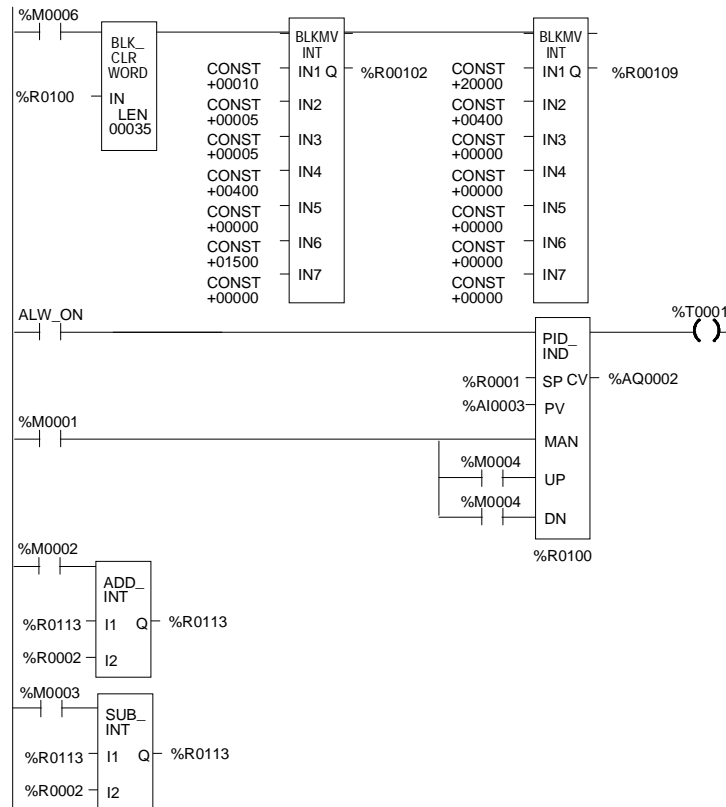 %M0006
BLK_
CLR
WORD
%R0100
IN
LEN
00035
BLKMV
INT
CONST
+00010
IN1 Q
%R00102
CONST
+00005
IN2
CONST
+00005
IN3
CONST
+00400
IN4
CONST
+00000
IN5
CONST
+01500
IN6
CONST
+00000
IN7
BLKMV
INT
CONST
+20000
IN1 Q
%R00109
CONST
+00400
IN2
CONST
+00000
IN3
CONST
+00000
IN4
CONST
+00000
IN5
CONST
+00000
IN6
CONST
+00000
IN7
ALW_ON
%T0001
PID_
IND
%R0001
SP CV
%AQ0002
%AI0003
PV
%M0001
MAN
%M0004
UP
%M0004
DN
%R0100
%M0002
ADD_
INT
%R0113
I1 Q
%R0113
%R0002
I2
%M0003
SUB_
INT
%R0113
I1 Q
%R0113
%R0002
I2